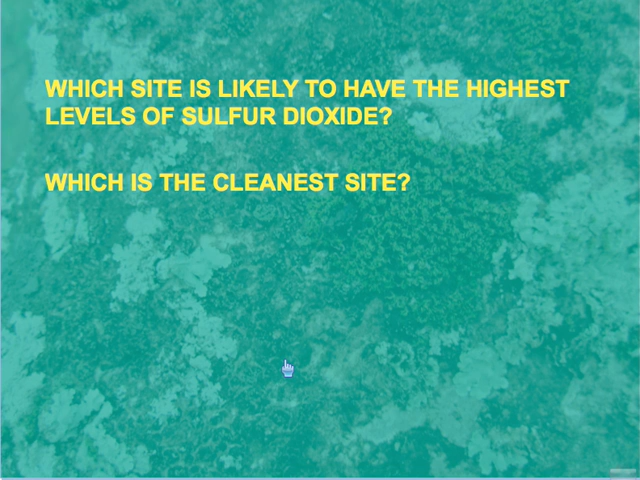 WHICH SITE IS LIKELY TO HAVE THE HIGHEST
LEVELS OF SULFUR DIOXIDE?
WHICH IS THE CLEANEST SITE?